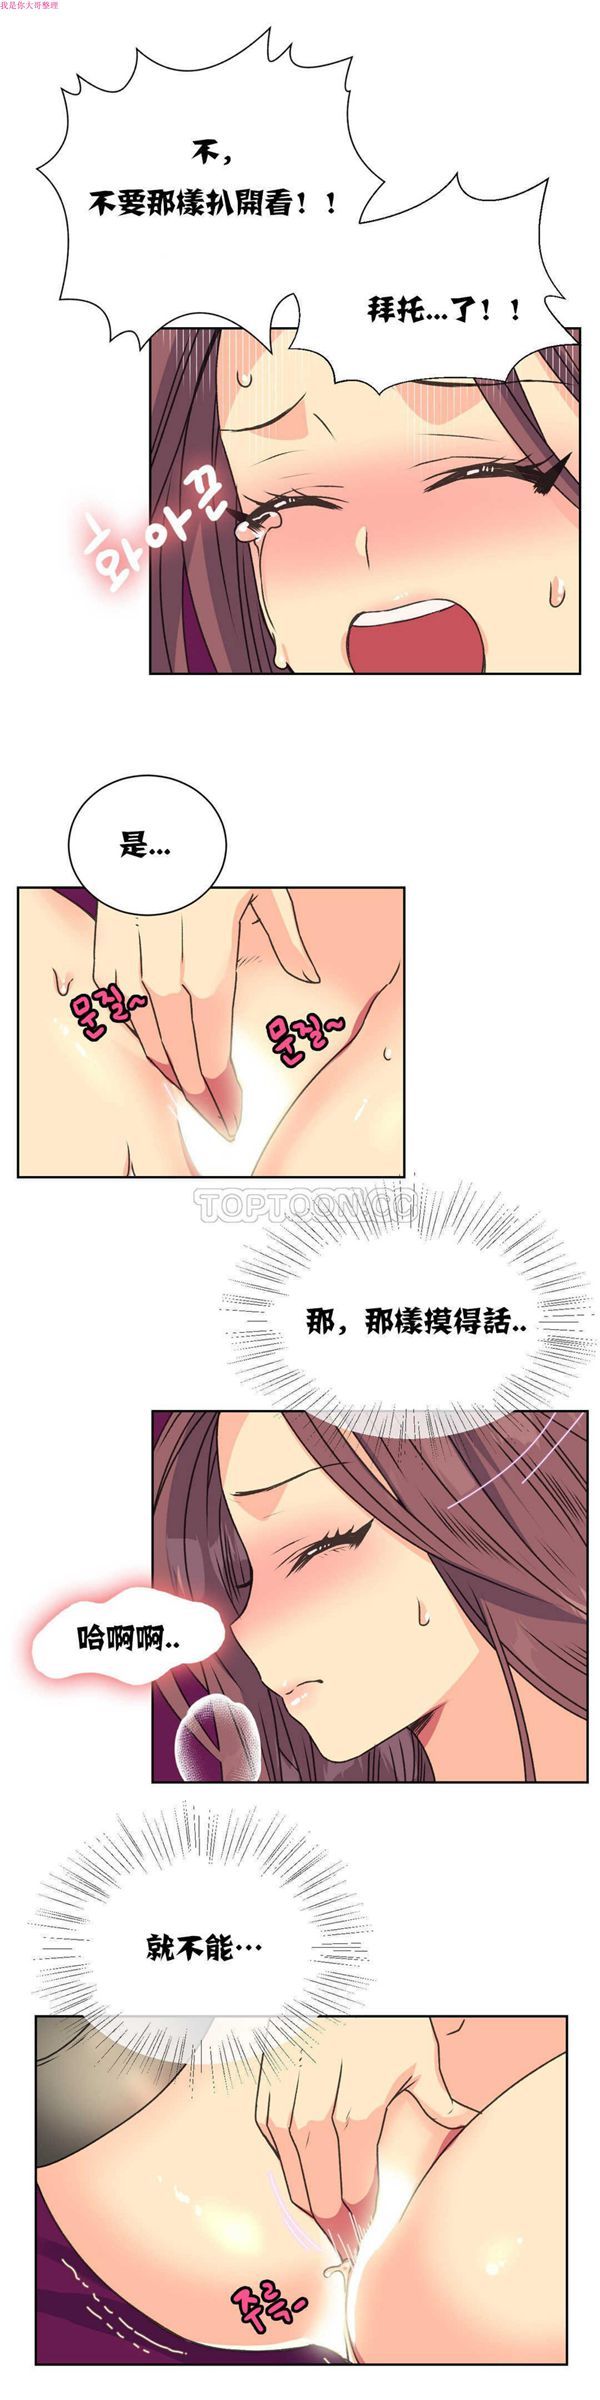 我是你大哥整理
不,
不要那樣扒開看!!
拜托...了!!
화아끈
是...
문질~
문질~
TOPTOON.CC
那, 那樣摸得話..
哈啊啊..
就不能…
주륵~